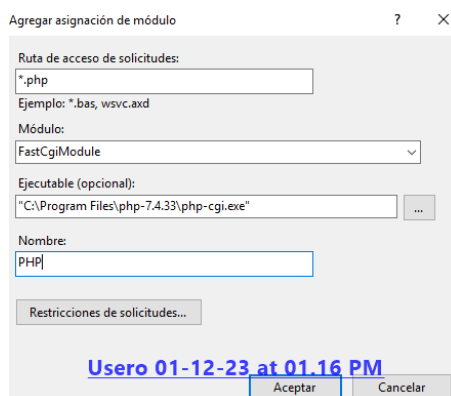 Agregar asignación de módulo ? ×
Ruta de acceso de solicitudes:
*.php
Ejemplo: *.bas, wsvc.axd
Módulo:
FastCgiModule
Ejecutable (opcional):
"C:\Program Files\php-7.4.33\php-cgi.exe" ...
Nombre:
PHP
Restricciones de solicitudes...
Usero 01-12-23 at 01.16 PM
Aceptar Cancelar